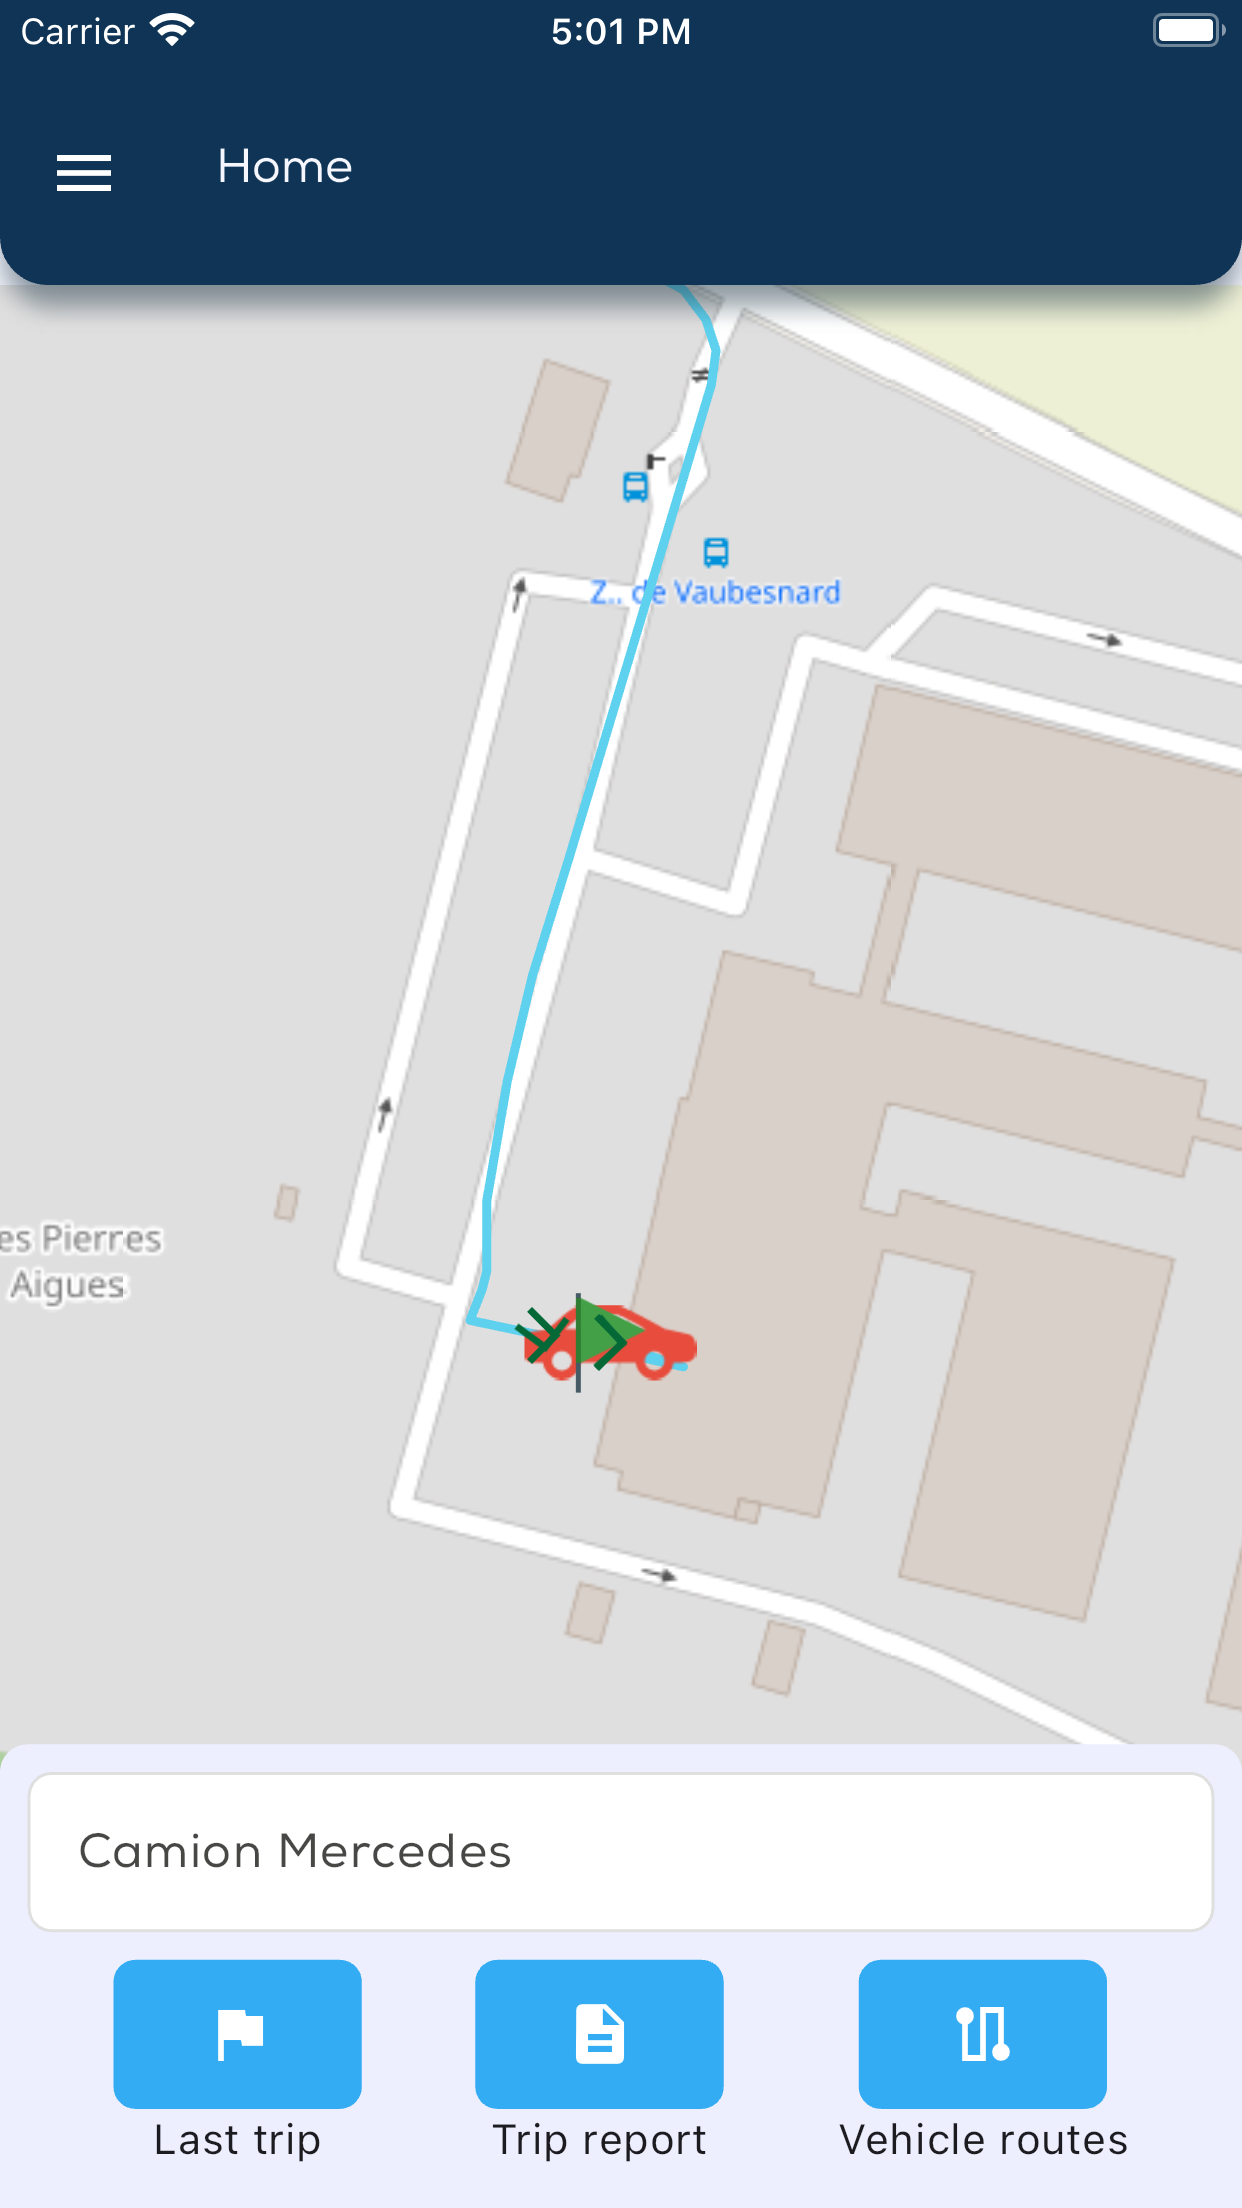 Carrier
5:01 PM
Home
Z.. de Vaubesnard
es Pierres
Aigues
Camion Mercedes
Last trip
Trip report
Vehicle routes